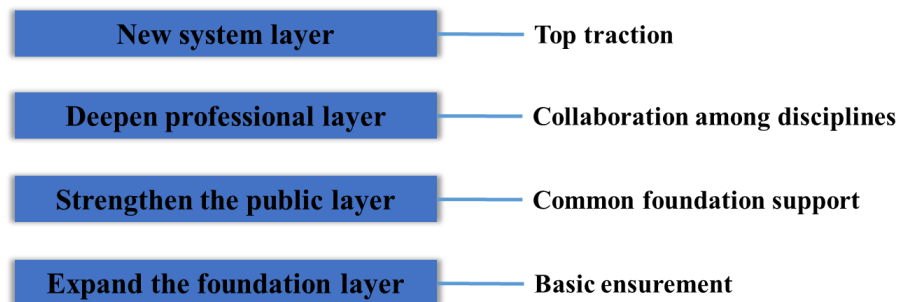 New system layer Top traction
Deepen professional layer Collaboration among disciplines
Strengthen the public layer Common foundation support
Expand the foundation layer Basic ensurement